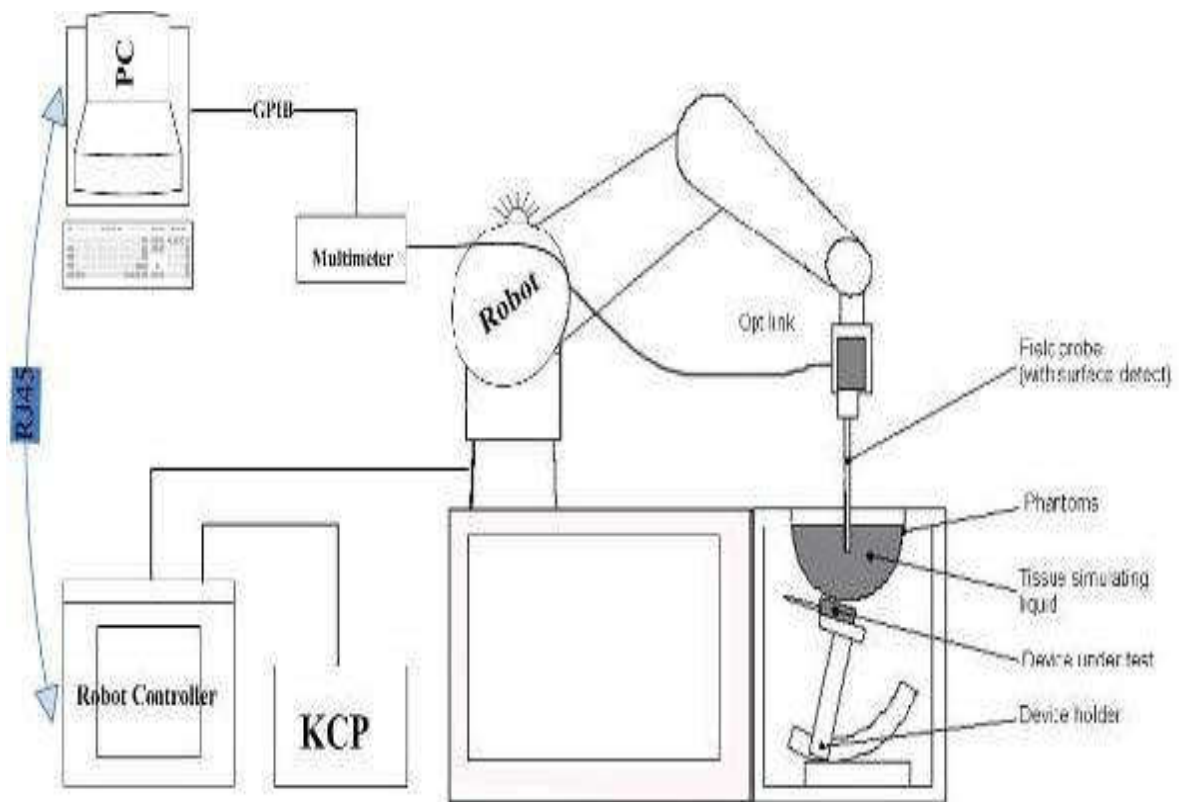 PC
GPIB
Multimeter
Robot
Opt link
Field probe
(with surface detect)
RJ45
Phantoms
Tissue simulating
liquid
Device under test
Device holder
Robot Controller
KCP